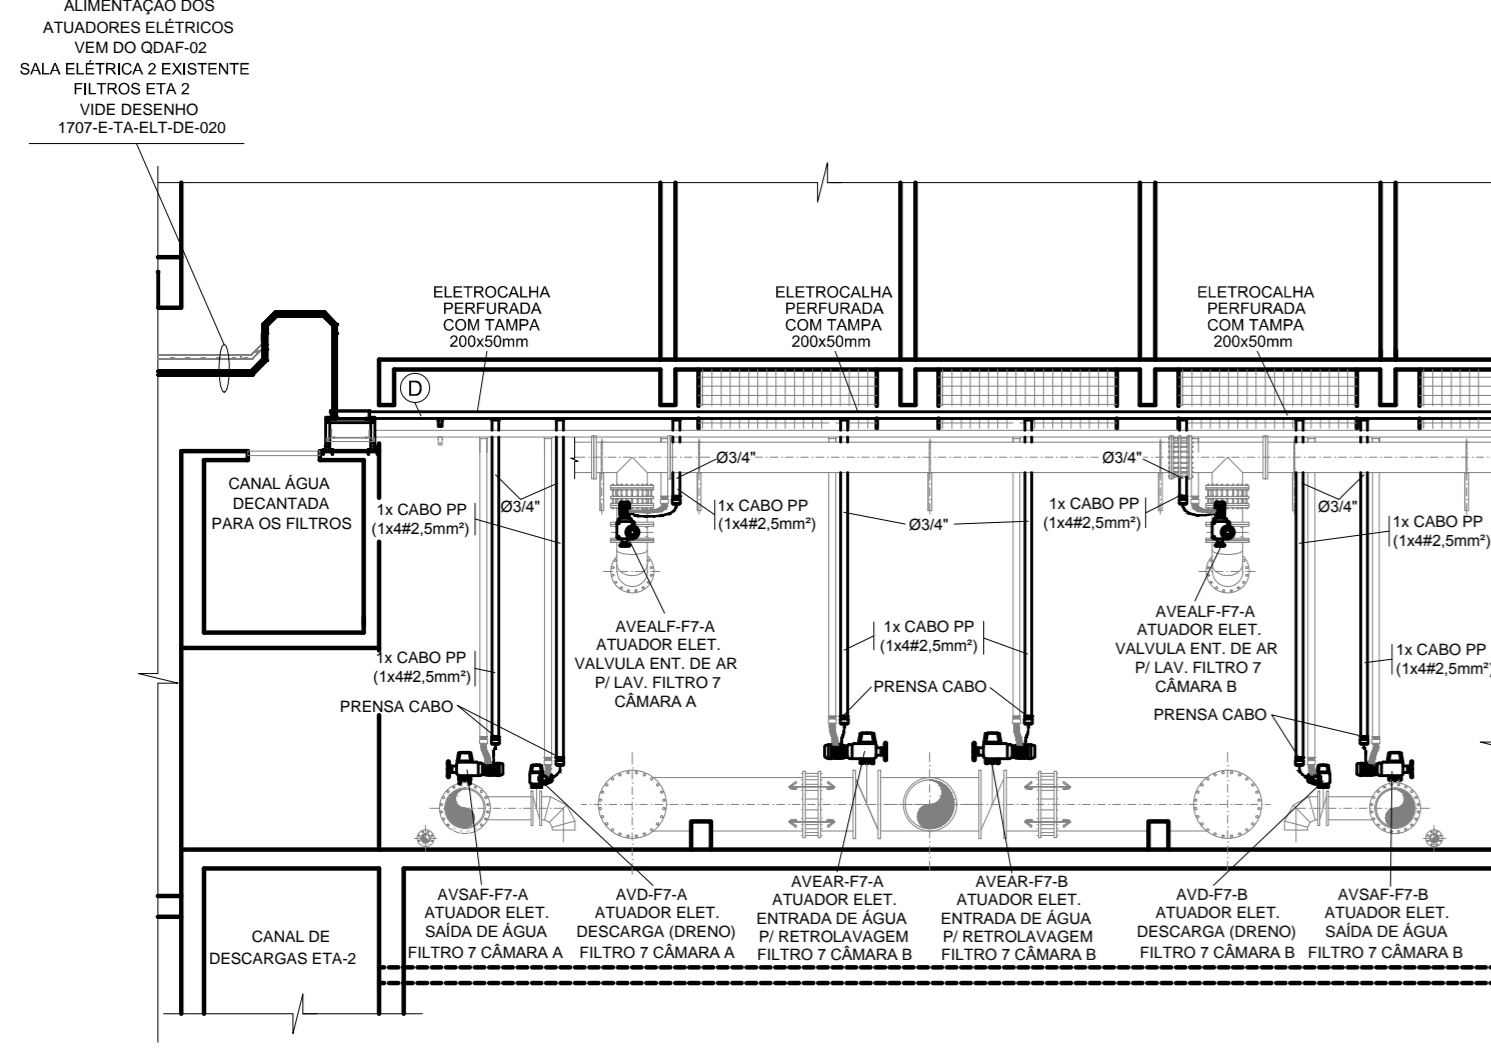 ALIMENTAÇÃO DOS
ATUADORES ELÉTRICOS
VEM DO QDAF-02
SALA ELÉTRICA 2 EXISTENTE
FILTROS ETA 2
VIDE DESENHO
1707-E-TA-ELT-DE-020
ELETROCALHA
PERFURADA
COM TAMPA
200x50mm
ELETROCALHA
PERFURADA
COM TAMPA
200x50mm
ELETROCALHA
PERFURADA
COM TAMPA
200x50mm
D
CANAL ÁGUA
DECANTADA
PARA OS FILTROS
1x CABO PP
(1x4#2,5mm²)
Ø3/4"
Ø3/4"
1x CABO PP
(1x4#2,5mm²)
Ø3/4"
Ø3/4"
1x CABO PP
(1x4#2,5mm²)
Ø3/4"
1x CABO PP
(1x4#2,5mm²)
AVEALF-F7-A
ATUADOR ELET.
VALVULA ENT. DE AR
P/ LAV. FILTRO 7
CÂMARA A
1x CABO PP
(1x4#2,5mm²)
AVEALF-F7-A
ATUADOR ELET.
VALVULA ENT. DE AR
P/ LAV. FILTRO 7
CÂMARA B
1x CABO PP
(1x4#2,5mm²)
1x CABO PP
(1x4#2,5mm²)
PRENSA CABO
PRENSA CABO
PRENSA CABO
AVSAF-F7-A
ATUADOR ELET.
SAÍDA DE ÁGUA
FILTRO 7 CÂMARA A
AVD-F7-A
ATUADOR ELET.
DESCARGA (DRENO)
FILTRO 7 CÂMARA A
AVEAR-F7-A
ATUADOR ELET.
ENTRADA DE ÁGUA
P/ RETROLAVAGEM
FILTRO 7 CÂMARA B
AVEAR-F7-B
ATUADOR ELET.
ENTRADA DE ÁGUA
P/ RETROLAVAGEM
FILTRO 7 CÂMARA B
AVD-F7-B
ATUADOR ELET.
DESCARGA (DRENO)
FILTRO 7 CÂMARA B
AVSAF-F7-B
ATUADOR ELET.
SAÍDA DE ÁGUA
FILTRO 7 CÂMARA B
CANAL DE
DESCARGAS ETA-2